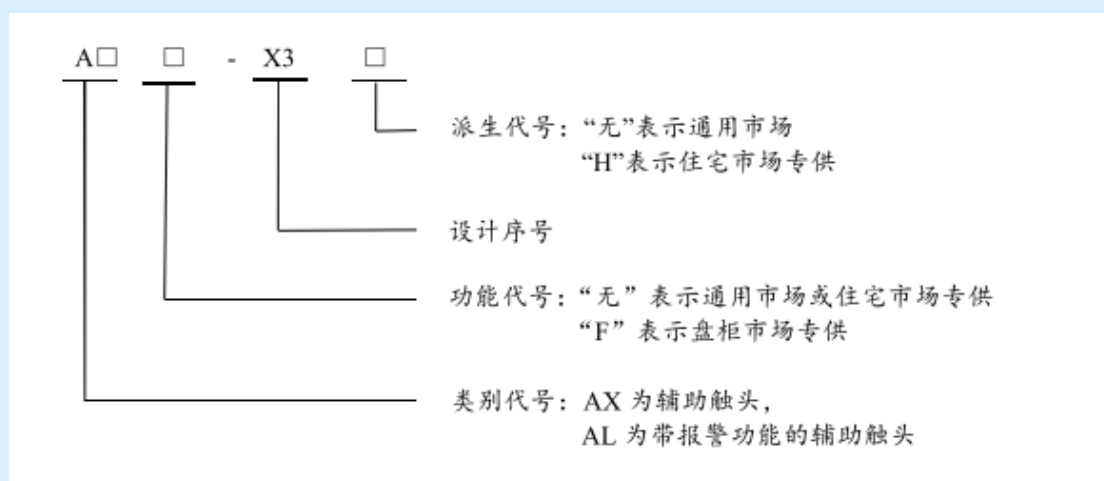 A□ □ - X3 □
派生代号：“无”表示通用市场
“H”表示住宅市场专供
设计序号
功能代号：“无”表示通用市场或住宅市场专供
“F”表示盘柜市场专供
类别代号：AX 为辅助触头，
AL 为带报警功能的辅助触头